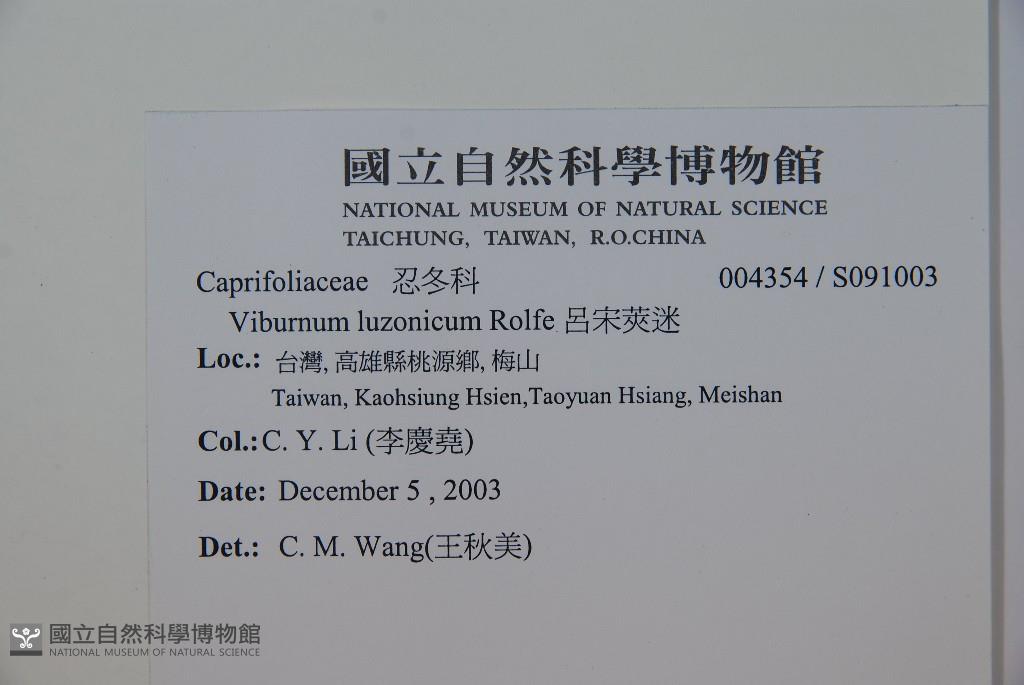 國立自然科學博物館
NATIONAL MUSEUM OF NATURAL SCIENCE
TAICHUNG, TAIWAN, R.O.CHINA
Caprifoliaceae 忍冬科 004354 / S091003
Viburnum luzonicum Rolfe 呂宋莢迷
Loc.: 台灣, 高雄縣桃源鄉, 梅山
Taiwan, Kaohsiung Hsien,Taoyuan Hsiang, Meishan
Col.: C. Y. Li (李慶堯)
Date: December 5 , 2003
Det.: C. M. Wang(王秋美)
國立自然科學博物館
NATIONAL MUSEUM OF NATURAL SCIENCE